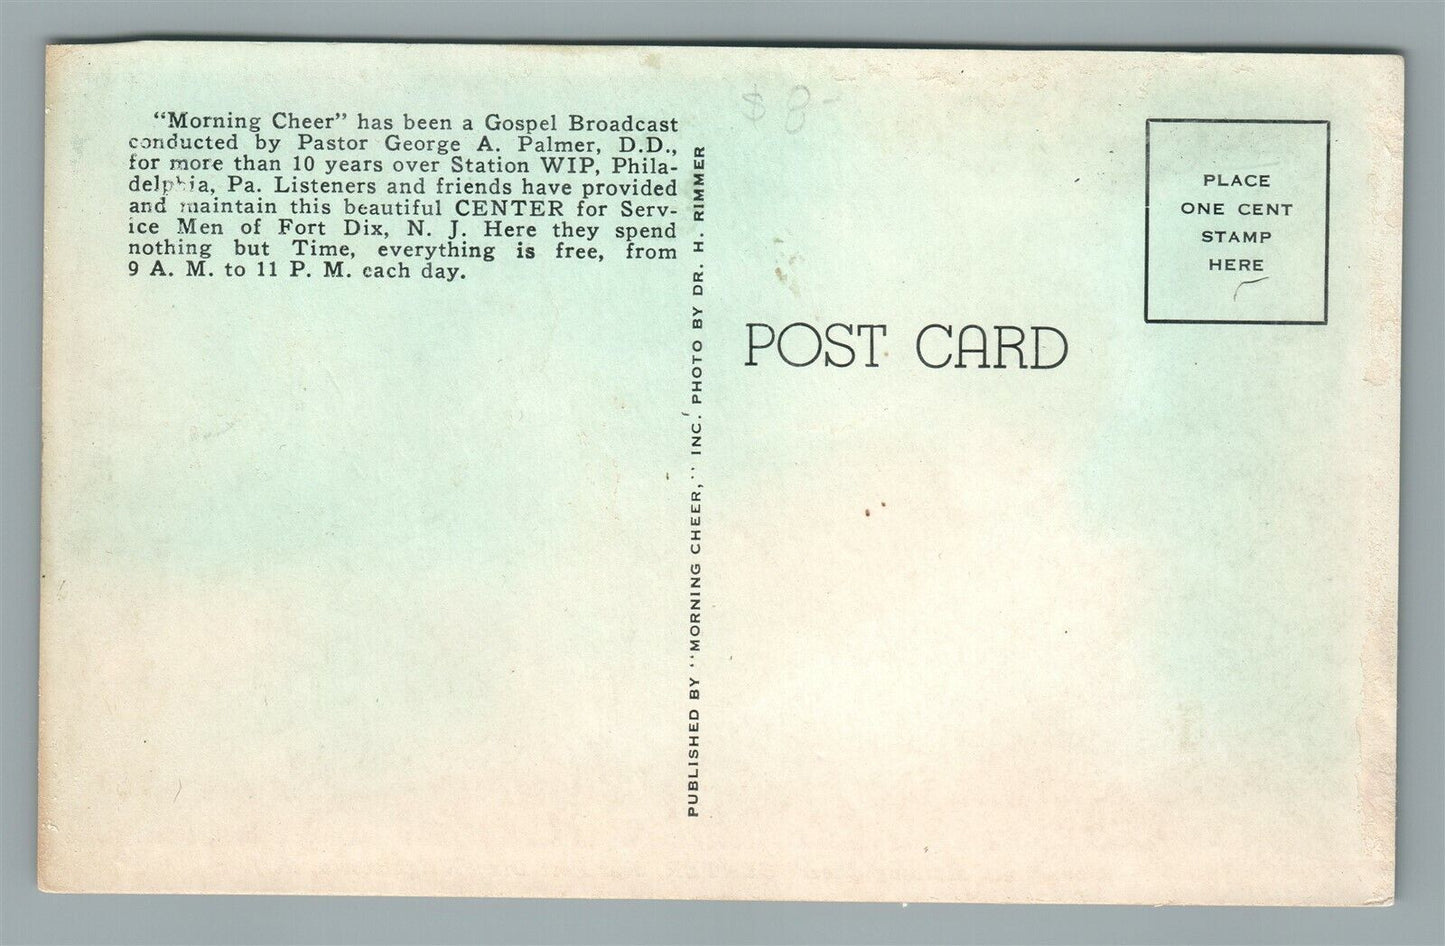 $ 8-
“Morning Cheer” has been a Gospel Broadcast
conducted by Pastor George A. Palmer, D.D.,
for more than 10 years over Station WIP, Phila-
delphia, Pa. Listeners and friends have provided
and maintain this beautiful CENTER for Serv-
ice Men of Fort Dix, N. J. Here they spend
nothing but Time, everything is free, from
9 A. M. to 11 P. M. each day.
PUBLISHED BY “MORNING CHEER,” INC. PHOTO BY DR. H. RIMMER
POST CARD
PLACE
ONE CENT
STAMP
HERE